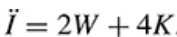 Ï = 2W + 4K.